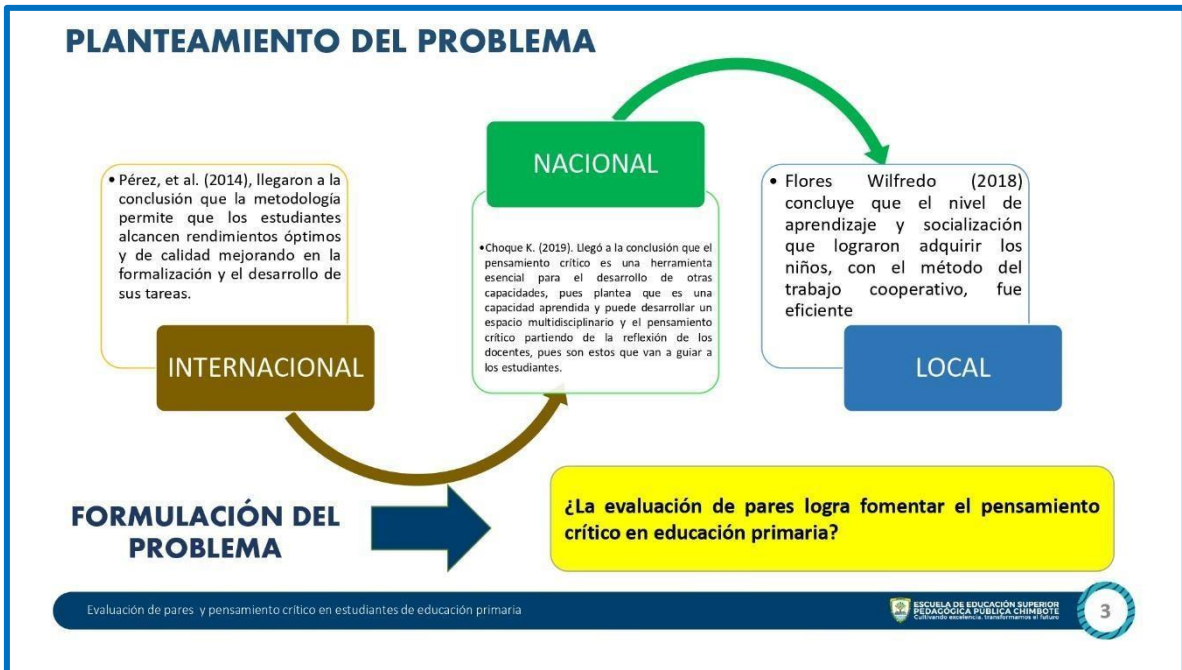 PLANTEAMIENTO DEL PROBLEMA
• Pérez, et al. (2014), llegaron a la
conclusión que la metodología
permite que los estudiantes
alcancen rendimientos óptimos
y de calidad mejorando en la
formalización y el desarrollo de
sus tareas.
INTERNACIONAL
NACIONAL
•Choque K. (2019). Llegó a la conclusión que el
pensamiento crítico es una herramienta
esencial para el desarrollo de otras
capacidades, pues plantea que es una
capacidad aprendida y puede desarrollar un
espacio multidisciplinario y el pensamiento
crítico partiendo de la reflexión de los
docentes, pues son estos que van a guiar a
los estudiantes.
• Flores Wilfredo (2018)
concluye que el nivel de
aprendizaje y socialización
que lograron adquirir los
niños, con el método del
trabajo cooperativo, fue
eficiente
LOCAL
FORMULACIÓN DEL
PROBLEMA
¿La evaluación de pares logra fomentar el pensamiento
crítico en educación primaria?
Evaluación de pares y pensamiento crítico en estudiantes de educación primaria
ESCUELA DE EDUCACIÓN SUPERIOR
PEDAGÓGICA PÚBLICA CHIMBOTE
Cultivando excelencia, transformamos el futuro
3